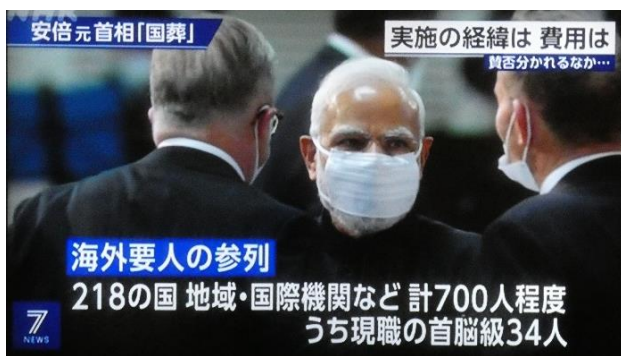 安倍元首相「国葬」
実施の経緯は 費用は
賛否分かれるなか…
海外要人の参列
218の国 地域・国際機関など 計700人程度
うち現職の首脳級34人
7
NEWS